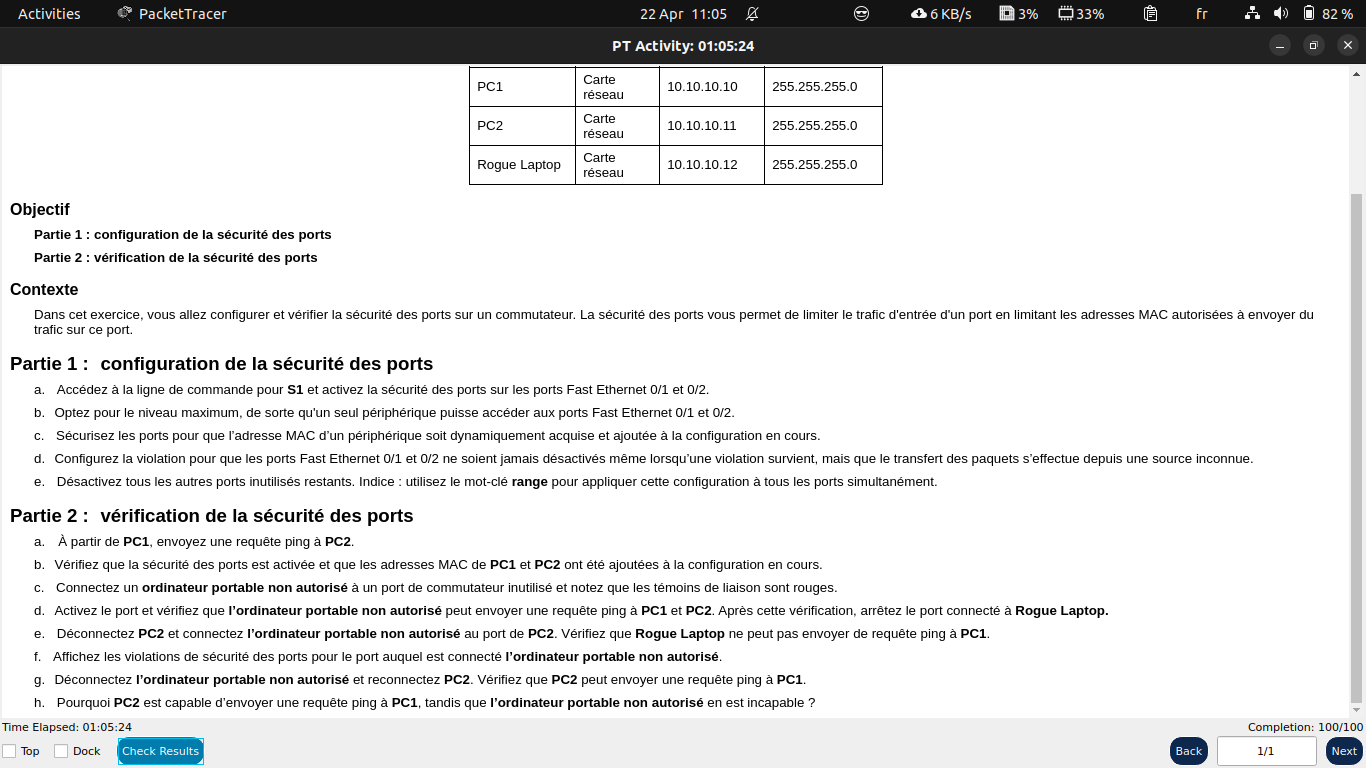 Activities PacketTracer 22 Apr 11:05 6 KB/s 3% 33% fr 82 %
PT Activity: 01:05:24
PC1 Carte réseau 10.10.10.10 255.255.255.0
PC2 Carte réseau 10.10.10.11 255.255.255.0
Rogue Laptop Carte réseau 10.10.10.12 255.255.255.0
Objectif
Partie 1 : configuration de la sécurité des ports
Partie 2 : vérification de la sécurité des ports
Contexte
Dans cet exercice, vous allez configurer et vérifier la sécurité des ports sur un commutateur. La sécurité des ports vous permet de limiter le trafic d'entrée d'un port en limitant les adresses MAC autorisées à envoyer du
trafic sur ce port.
Partie 1 : configuration de la sécurité des ports
a. Accédez à la ligne de commande pour S1 et activez la sécurité des ports sur les ports Fast Ethernet 0/1 et 0/2.
b. Optez pour le niveau maximum, de sorte qu'un seul périphérique puisse accéder aux ports Fast Ethernet 0/1 et 0/2.
c. Sécurisez les ports pour que l’adresse MAC d’un périphérique soit dynamiquement acquise et ajoutée à la configuration en cours.
d. Configurez la violation pour que les ports Fast Ethernet 0/1 et 0/2 ne soient jamais désactivés même lorsqu’une violation survient, mais que le transfert des paquets s’effectue depuis une source inconnue.
e. Désactivez tous les autres ports inutilisés restants. Indice : utilisez le mot-clé range pour appliquer cette configuration à tous les ports simultanément.
Partie 2 : vérification de la sécurité des ports
a. À partir de PC1, envoyez une requête ping à PC2.
b. Vérifiez que la sécurité des ports est activée et que les adresses MAC de PC1 et PC2 ont été ajoutées à la configuration en cours.
c. Connectez un ordinateur portable non autorisé à un port de commutateur inutilisé et notez que les témoins de liaison sont rouges.
d. Activez le port et vérifiez que l’ordinateur portable non autorisé peut envoyer une requête ping à PC1 et PC2. Après cette vérification, arrêtez le port connecté à Rogue Laptop.
e. Déconnectez PC2 et connectez l’ordinateur portable non autorisé au port de PC2. Vérifiez que Rogue Laptop ne peut pas envoyer de requête ping à PC1.
f. Affichez les violations de sécurité des ports pour le port auquel est connecté l’ordinateur portable non autorisé.
g. Déconnectez l’ordinateur portable non autorisé et reconnectez PC2. Vérifiez que PC2 peut envoyer une requête ping à PC1.
h. Pourquoi PC2 est capable d’envoyer une requête ping à PC1, tandis que l’ordinateur portable non autorisé en est incapable ?
Time Elapsed: 01:05:24 Completion: 100/100
Top Dock Check Results Back 1/1 Next